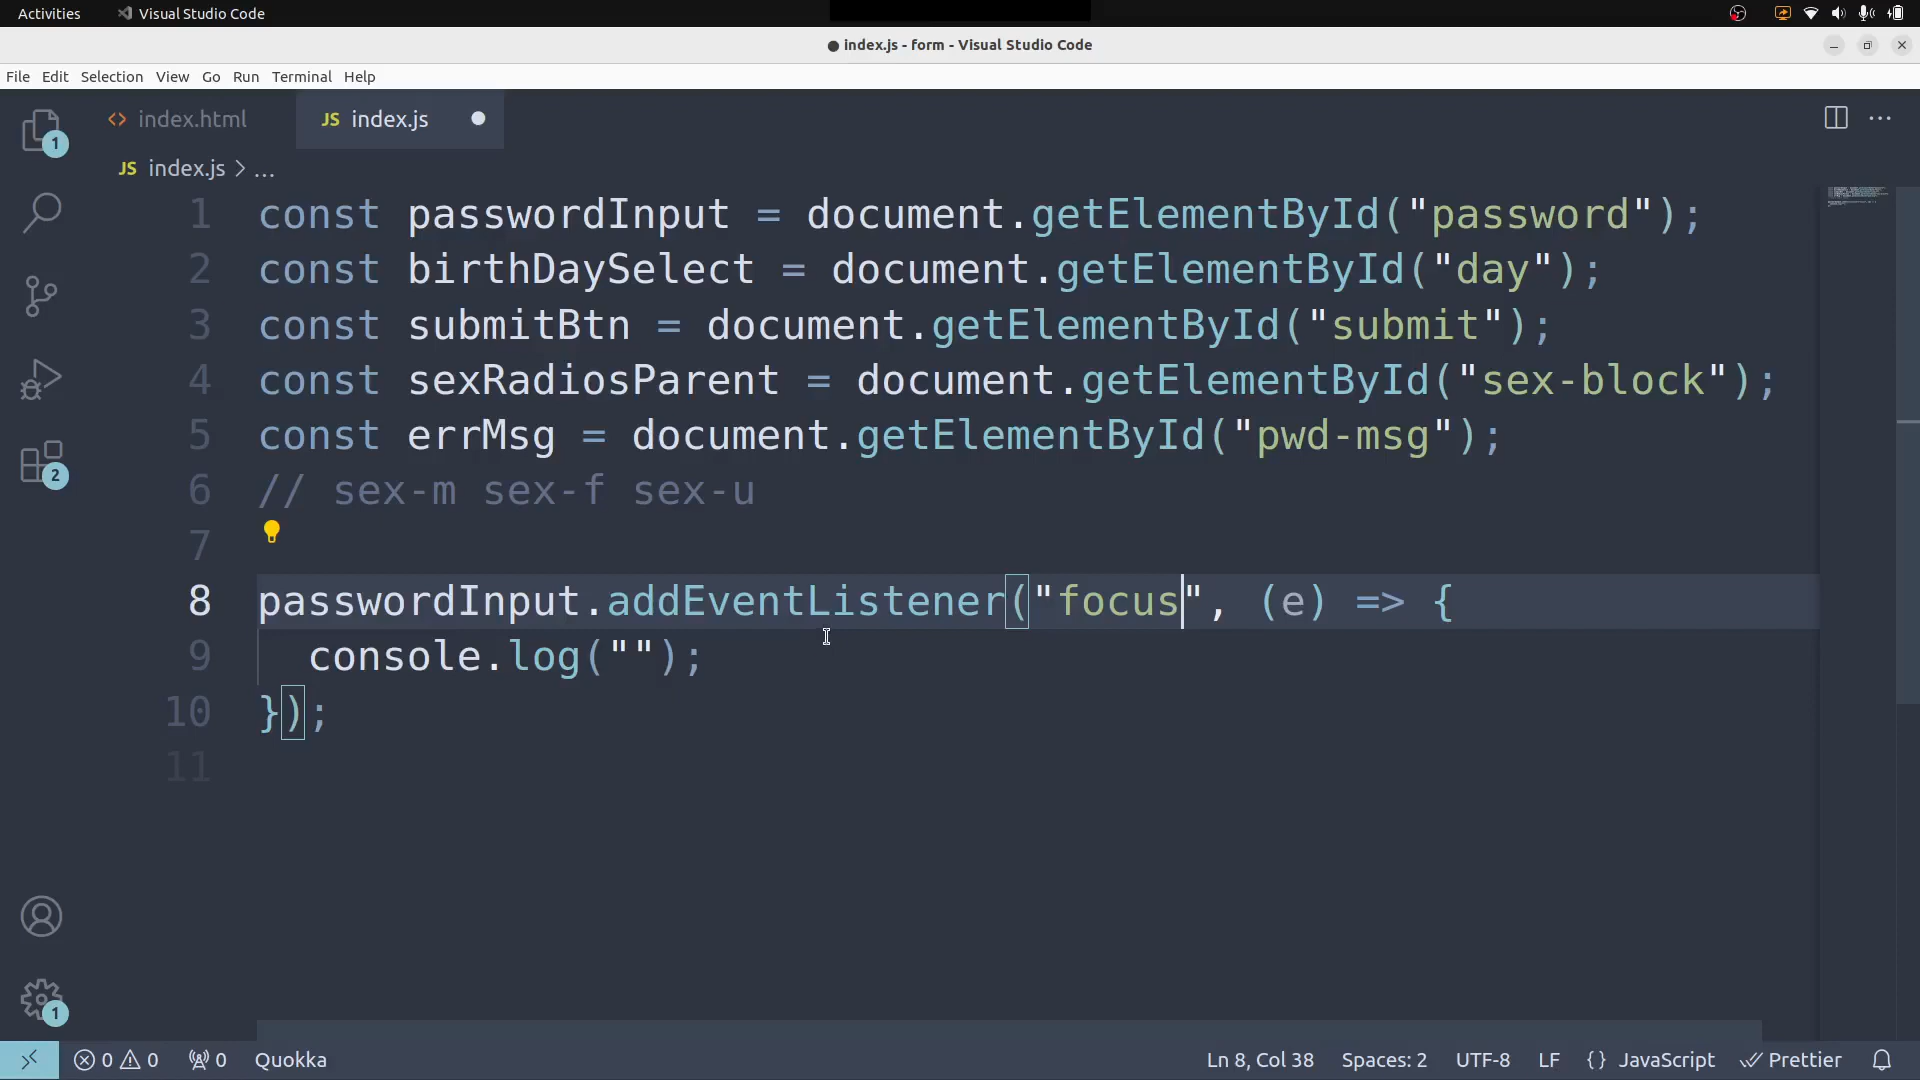 Activities
Visual Studio Code
● index.js - form - Visual Studio Code
File Edit Selection View Go Run Terminal Help
<> index.html
JS index.js
JS index.js > ...
1 const passwordInput = document.getElementById("password");
2 const birthDaySelect = document.getElementById("day");
3 const submitBtn = document.getElementById("submit");
4 const sexRadiosParent = document.getElementById("sex-block");
5 const errMsg = document.getElementById("pwd-msg");
6 // sex-m sex-f sex-u
7
8 passwordInput.addEventListener("focus", (e) => {
9 console.log("");
10 });
11
1
2
1
0 0 0 Quokka
Ln 8, Col 38 Spaces: 2 UTF-8 LF {} JavaScript Prettier